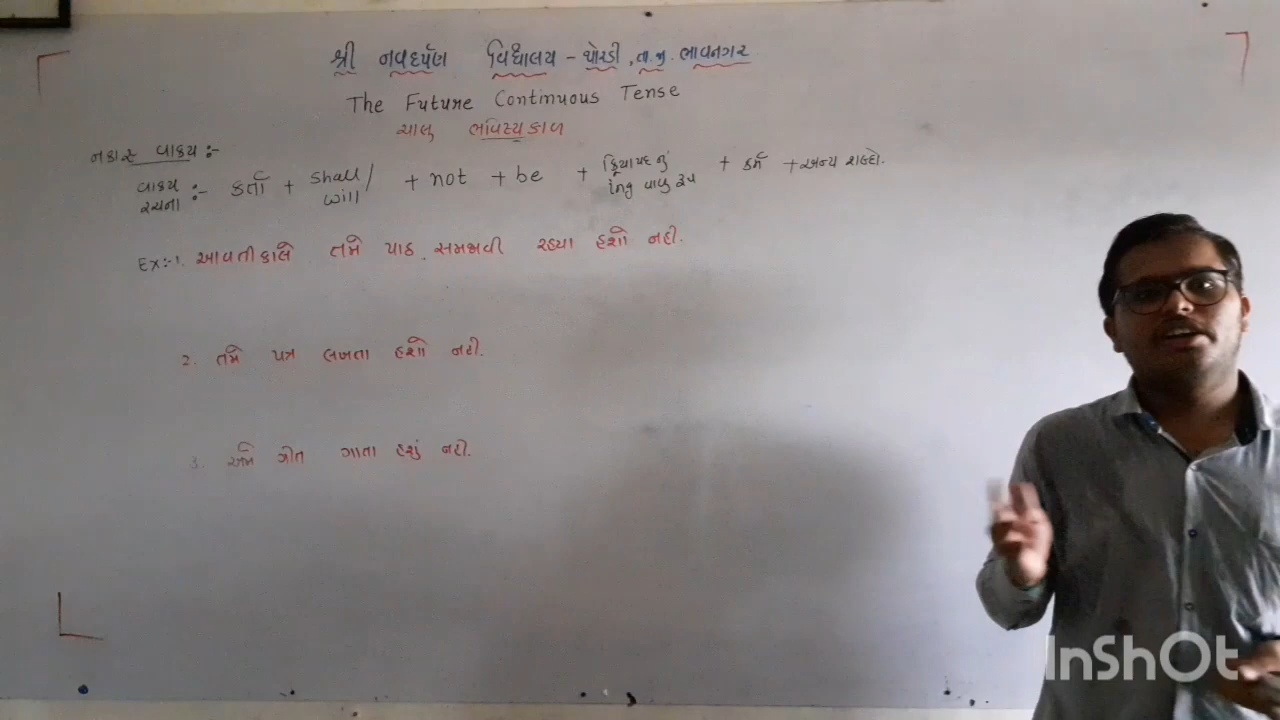 શ્રી નવદર્પણ વિદ્યાલય - થોરડી, તા.જી. ભાવનગર
The Future Continuous Tense
ચાલુ ભવિષ્યકાળ
નકાર વાક્ય :-
વાક્ય રચના :- કર્તા + shall/will + not + be + ક્રિયાપદ નું ing વાળુ રૂપ + કર્મ + અન્ય શબ્દો.
Ex:-1. આવતીકાલે તમે પાઠ સમજાવી રહ્યા હશો નહી.
2. તમે પત્ર લખતા હશો નહી.
3. અમે ગીત ગાતા હશું નહી.
InShOt